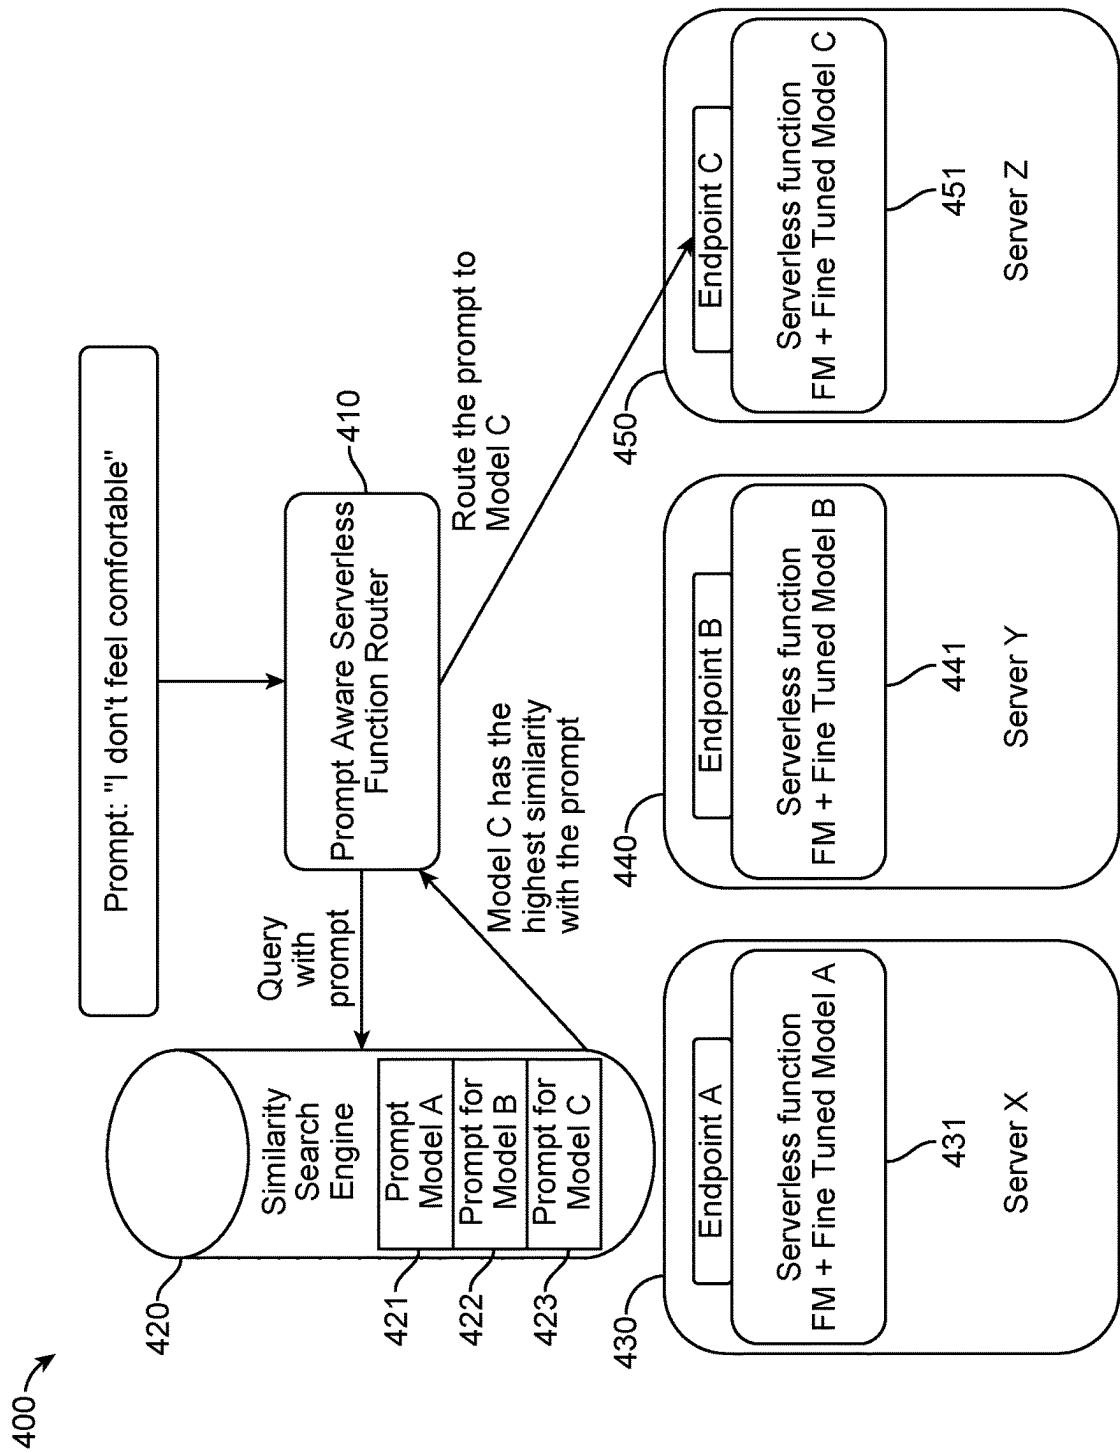 400
Prompt: "I don't feel comfortable"
420
Similarity
Search
Engine
Query
with
prompt
Prompt Aware Serverless
Function Router
410
421
Prompt
Model A
422
Prompt for
Model B
423
Prompt for
Model C
Model C has the
highest similarity
with the prompt
Route the prompt to
Model C
430
Endpoint A
Serverless function
FM + Fine Tuned Model A
431
Server X
440
Endpoint B
Serverless function
FM + Fine Tuned Model B
441
Server Y
450
Endpoint C
Serverless function
FM + Fine Tuned Model C
451
Server Z